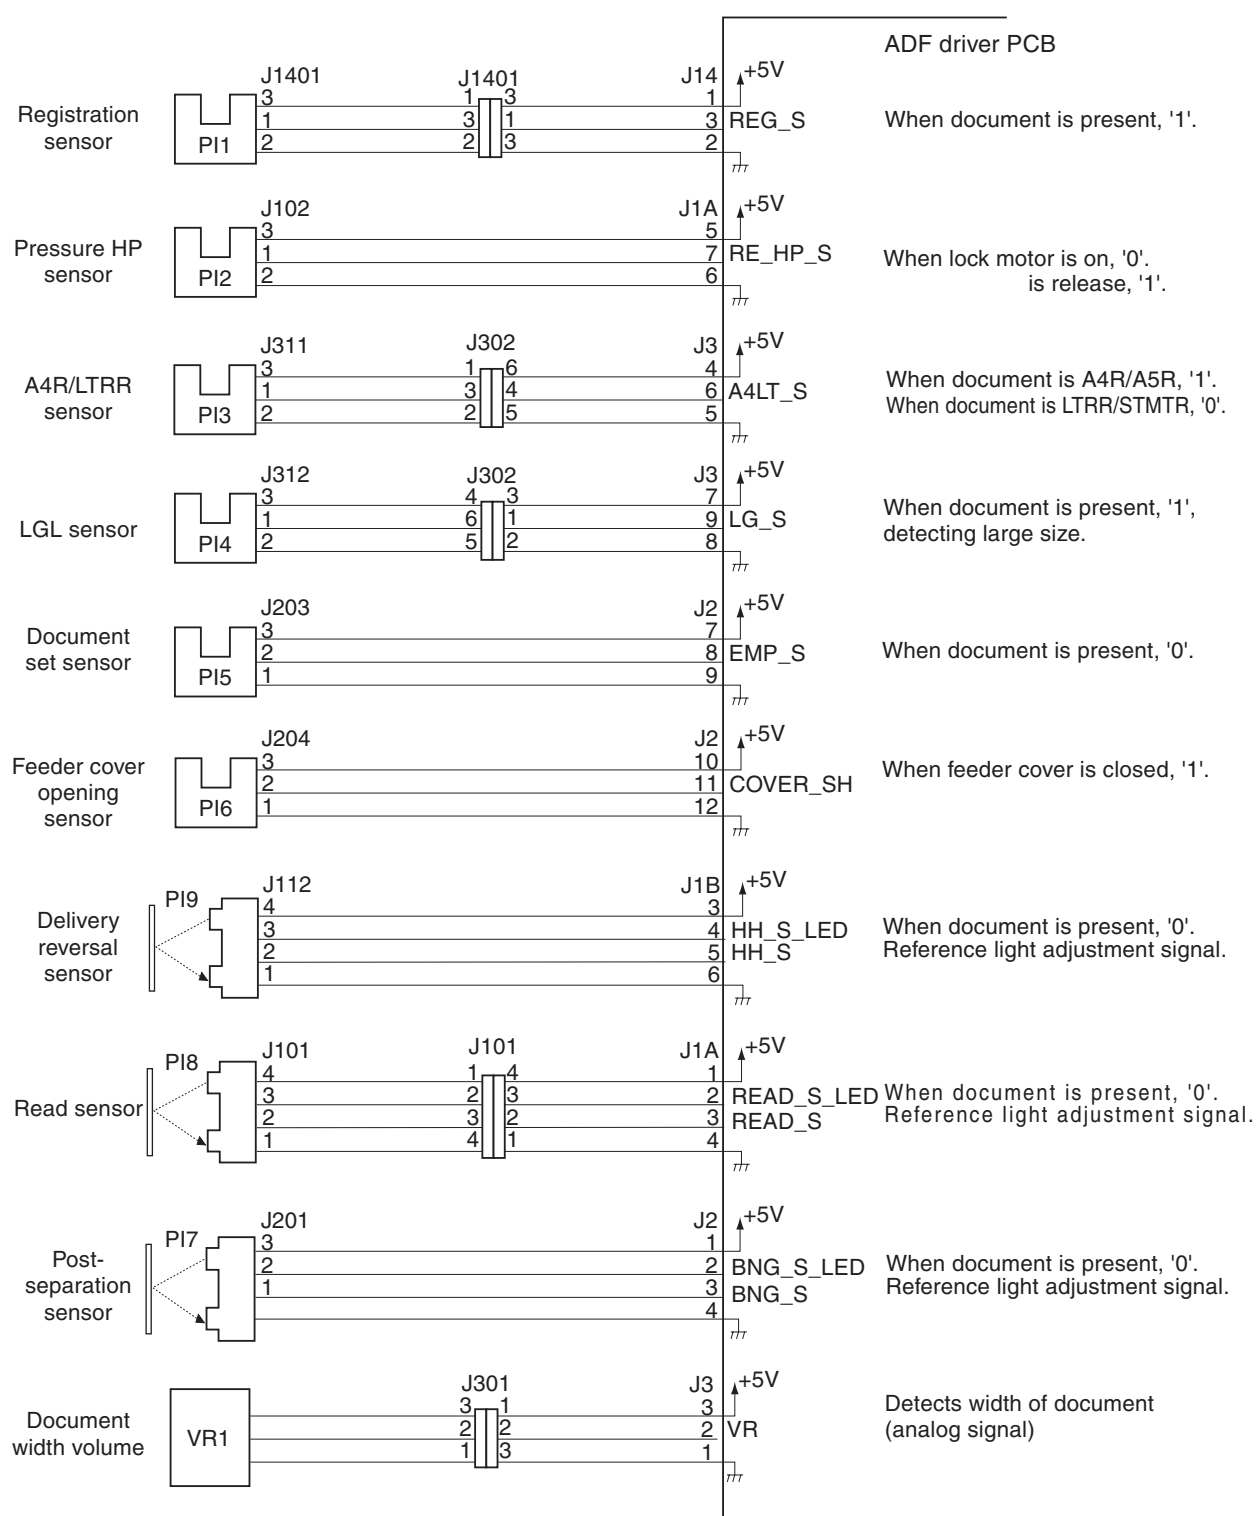 ADF driver PCB
J1401 J1401 J14 +5V
3 1 3 1
Registration sensor PI1 1 3 1 3 REG_S When document is present, '1'.
2 2 3 2
J102 J1A +5V
3 5
Pressure HP sensor PI2 1 7 RE_HP_S When lock motor is on, '0'.
is release, '1'.
2 6
J311 J302 J3 +5V
3 1 6 4
A4R/LTRR sensor PI3 1 3 4 6 A4LT_S When document is A4R/A5R, '1'.
When document is LTRR/STMTR, '0'.
2 2 5 5
J312 J302 J3 +5V
3 4 3 7
LGL sensor PI4 1 6 1 9 LG_S When document is present, '1',
detecting large size.
2 5 2 8
J203 J2 +5V
3 7
Document set sensor PI5 2 8 EMP_S When document is present, '0'.
1 9
J204 J2 +5V
3 10
Feeder cover opening sensor PI6 2 11 COVER_SH When feeder cover is closed, '1'.
1 12
PI9 J112 J1B +5V
4 3
Delivery reversal sensor 3 4 HH_S_LED When document is present, '0'.
2 5 HH_S Reference light adjustment signal.
1 6
PI8 J101 J101 J1A +5V
4 1 4 1
Read sensor 3 2 3 2 READ_S_LED When document is present, '0'.
2 3 2 3 READ_S Reference light adjustment signal.
1 4 1 4
PI7 J201 J2 +5V
3 1
Post-separation sensor 2 2 BNG_S_LED When document is present, '0'.
1 3 BNG_S Reference light adjustment signal.
4
J301 J3 +5V
3 1 3
Document width volume VR1 2 2 2 VR Detects width of document
(analog signal)
1 3 1